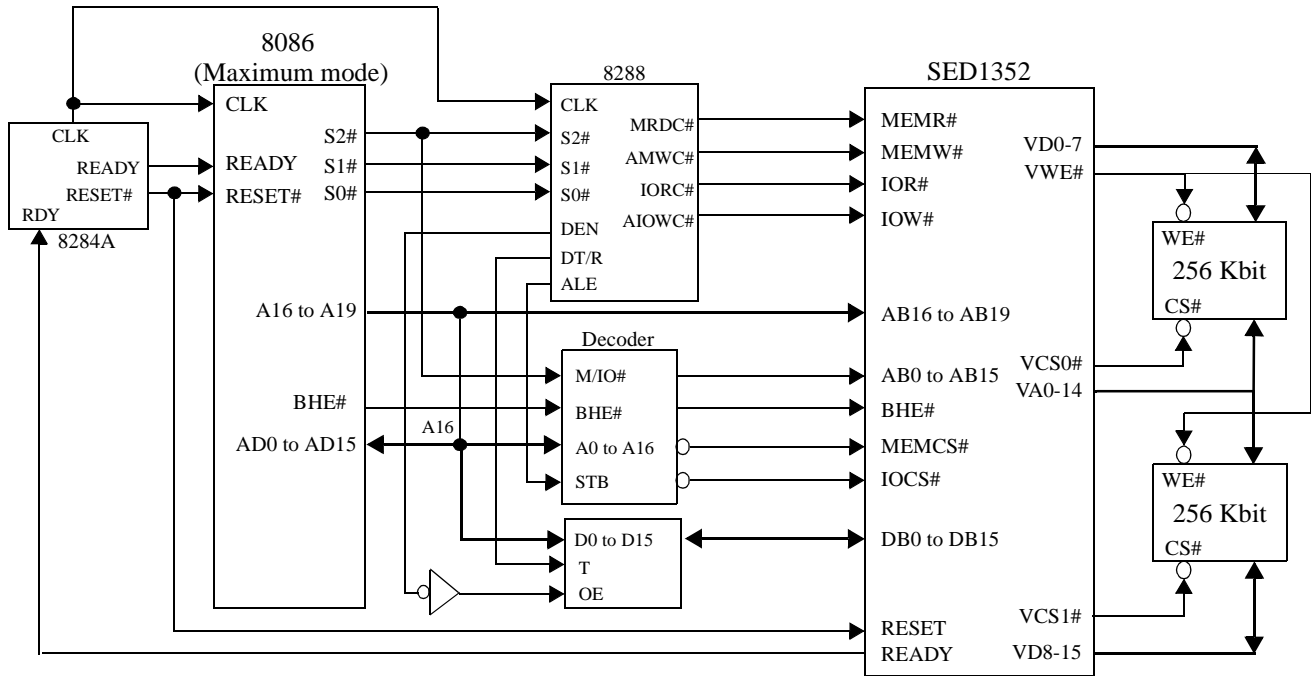 8086
(Maximum mode)
CLK
READY
RESET#
S2#
S1#
S0#
A16 to A19
BHE#
AD0 to AD15
CLK
READY
RESET#
RDY
8284A
8288
CLK
S2#
S1#
S0#
DEN
DT/R
ALE
MRDC#
AMWC#
IORC#
AIOWC#
Decoder
M/IO#
BHE#
A0 to A16
STB
A16
D0 to D15
T
OE
SED1352
MEMR#
MEMW#
IOR#
IOW#
AB16 to AB19
AB0 to AB15
BHE#
MEMCS#
IOCS#
DB0 to DB15
RESET
READY
VD0-7
VWE#
VCS0#
VA0-14
VCS1#
VD8-15
WE#
256 Kbit
CS#
WE#
256 Kbit
CS#